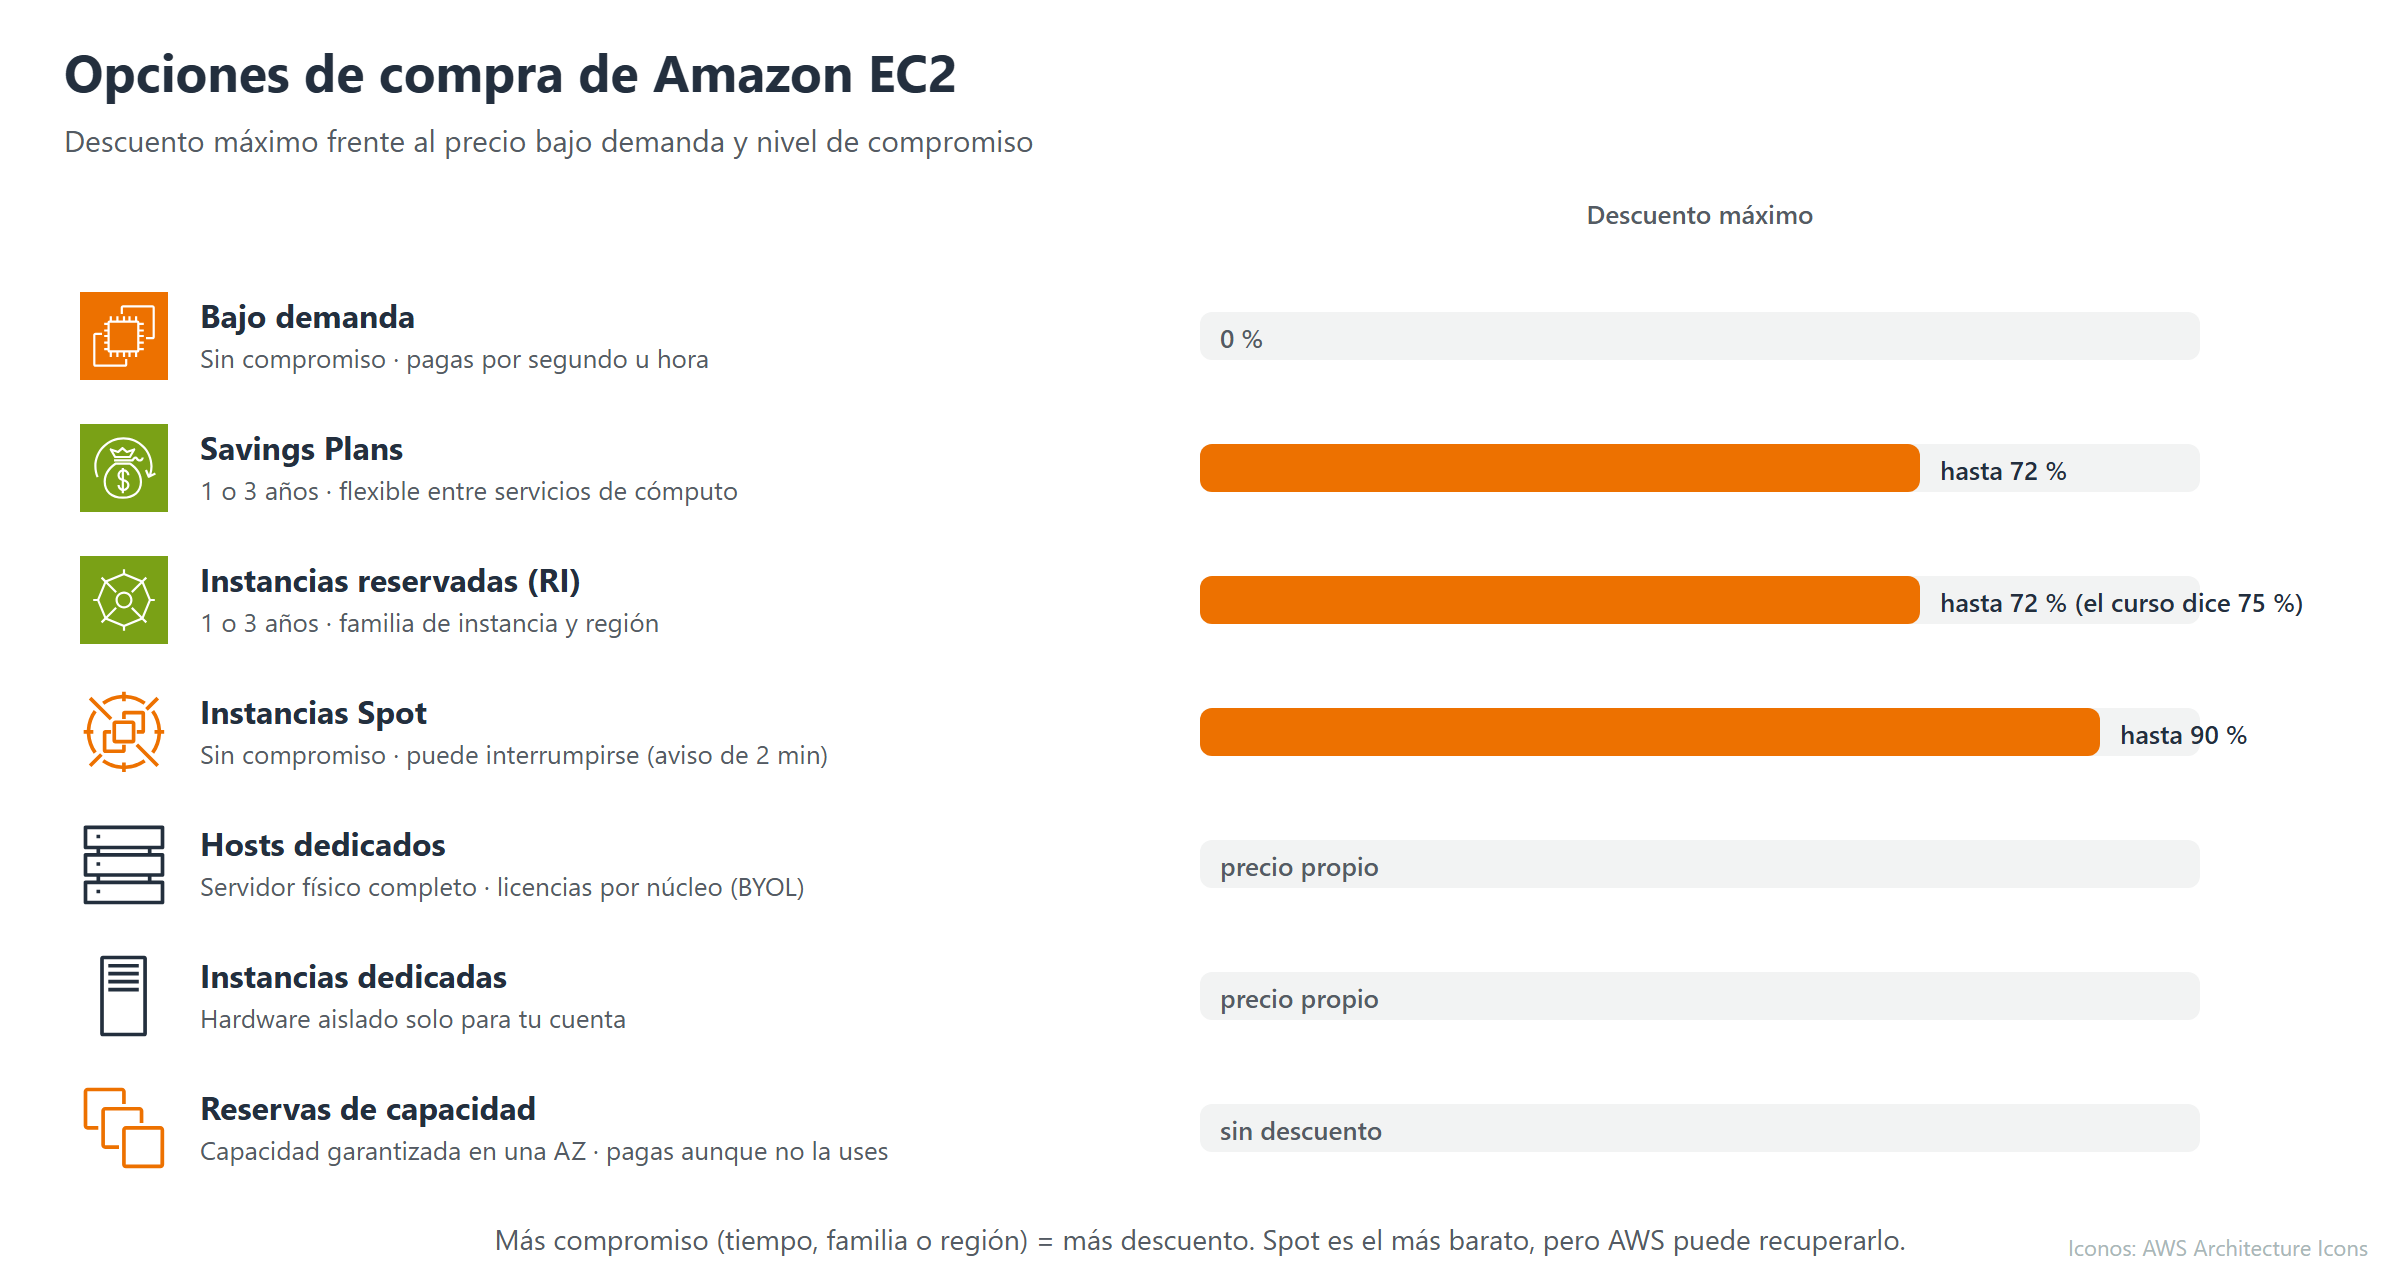 Opciones de compra de Amazon EC2
Descuento máximo frente al precio bajo demanda y nivel de compromiso
Descuento máximo
Bajo demanda
Sin compromiso · pagas por segundo u hora
0 %
Savings Plans
1 o 3 años · flexible entre servicios de cómputo
hasta 72 %
Instancias reservadas (RI)
1 o 3 años · familia de instancia y región
hasta 72 % (el curso dice 75 %)
Instancias Spot
Sin compromiso · puede interrumpirse (aviso de 2 min)
hasta 90 %
Hosts dedicados
Servidor físico completo · licencias por núcleo (BYOL)
precio propio
Instancias dedicadas
Hardware aislado solo para tu cuenta
precio propio
Reservas de capacidad
Capacidad garantizada en una AZ · pagas aunque no la uses
sin descuento
Más compromiso (tiempo, familia o región) = más descuento. Spot es el más barato, pero AWS puede recuperarlo.
Iconos: AWS Architecture Icons